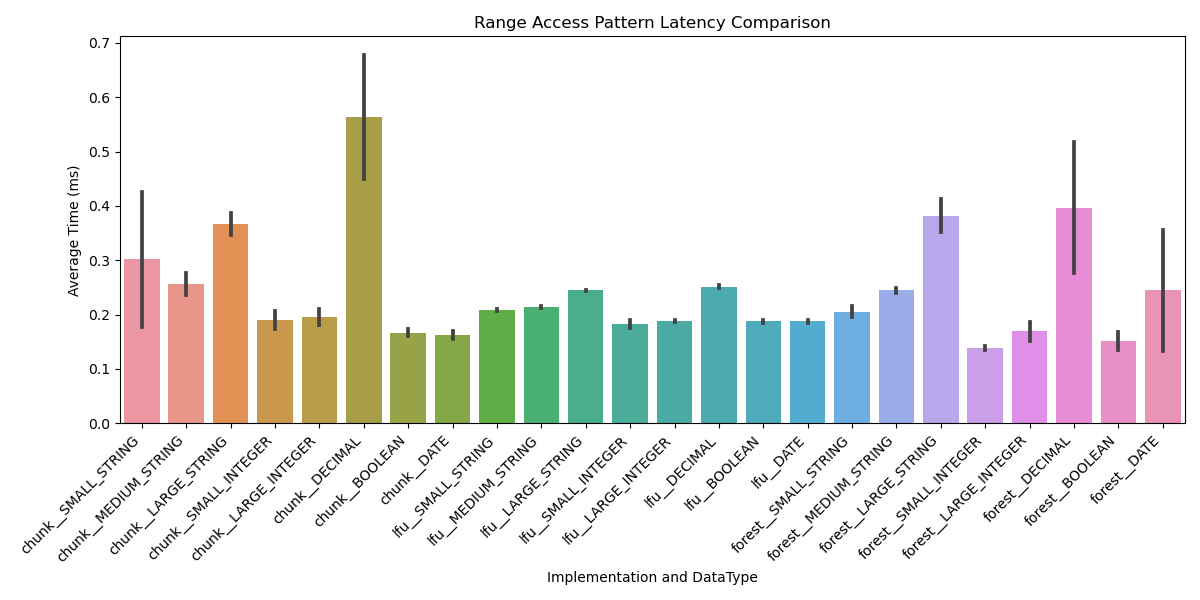 Range Access Pattern Latency Comparison
Average Time (ms)
0.7
0.6
0.5
0.4
0.3
0.2
0.1
0.0
chunk__SMALL_STRING
chunk__MEDIUM_STRING
chunk__LARGE_STRING
chunk__SMALL_INTEGER
chunk__LARGE_INTEGER
chunk__DECIMAL
chunk__BOOLEAN
chunk__DATE
lfu__SMALL_STRING
lfu__MEDIUM_STRING
lfu__LARGE_STRING
lfu__SMALL_INTEGER
lfu__LARGE_INTEGER
lfu__DECIMAL
lfu__BOOLEAN
lfu__DATE
forest__SMALL_STRING
forest__MEDIUM_STRING
forest__LARGE_STRING
forest__SMALL_INTEGER
forest__LARGE_INTEGER
forest__DECIMAL
forest__BOOLEAN
forest__DATE
Implementation and DataType